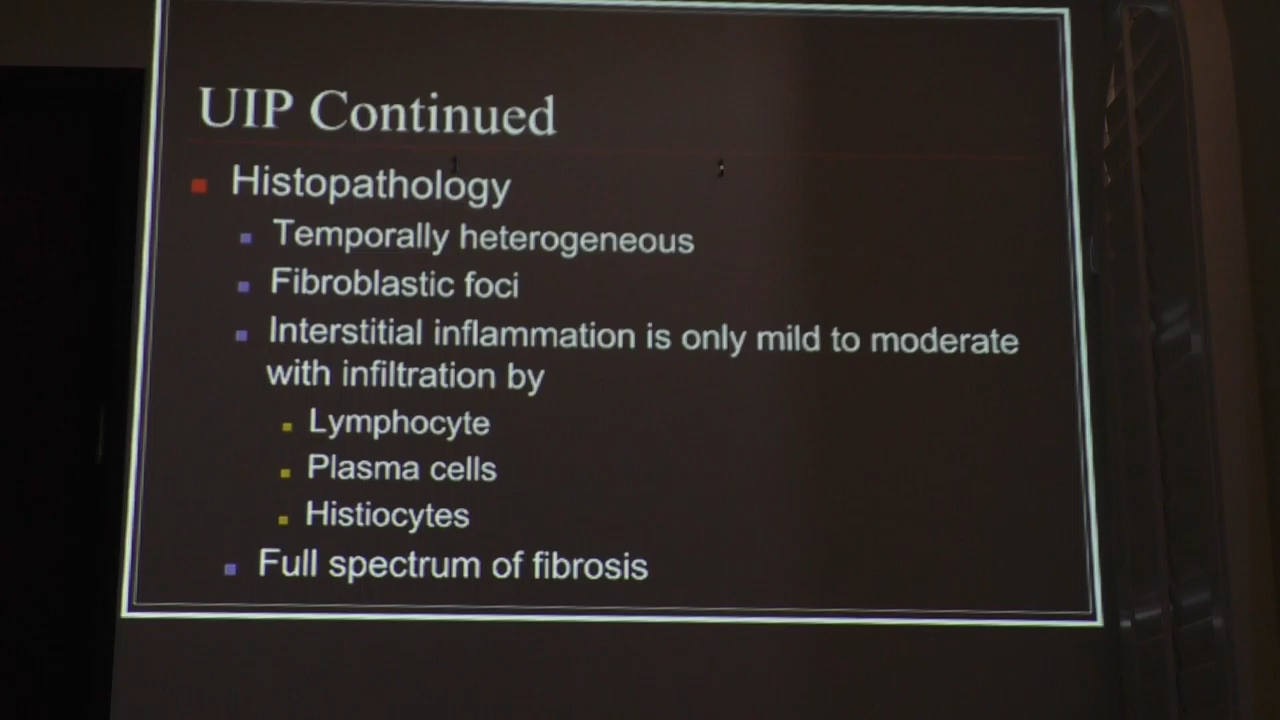 UIP Continued
Histopathology
Temporally heterogeneous
Fibroblastic foci
Interstitial inflammation is only mild to moderate
with infiltration by
Lymphocyte
Plasma cells
Histiocytes
Full spectrum of fibrosis